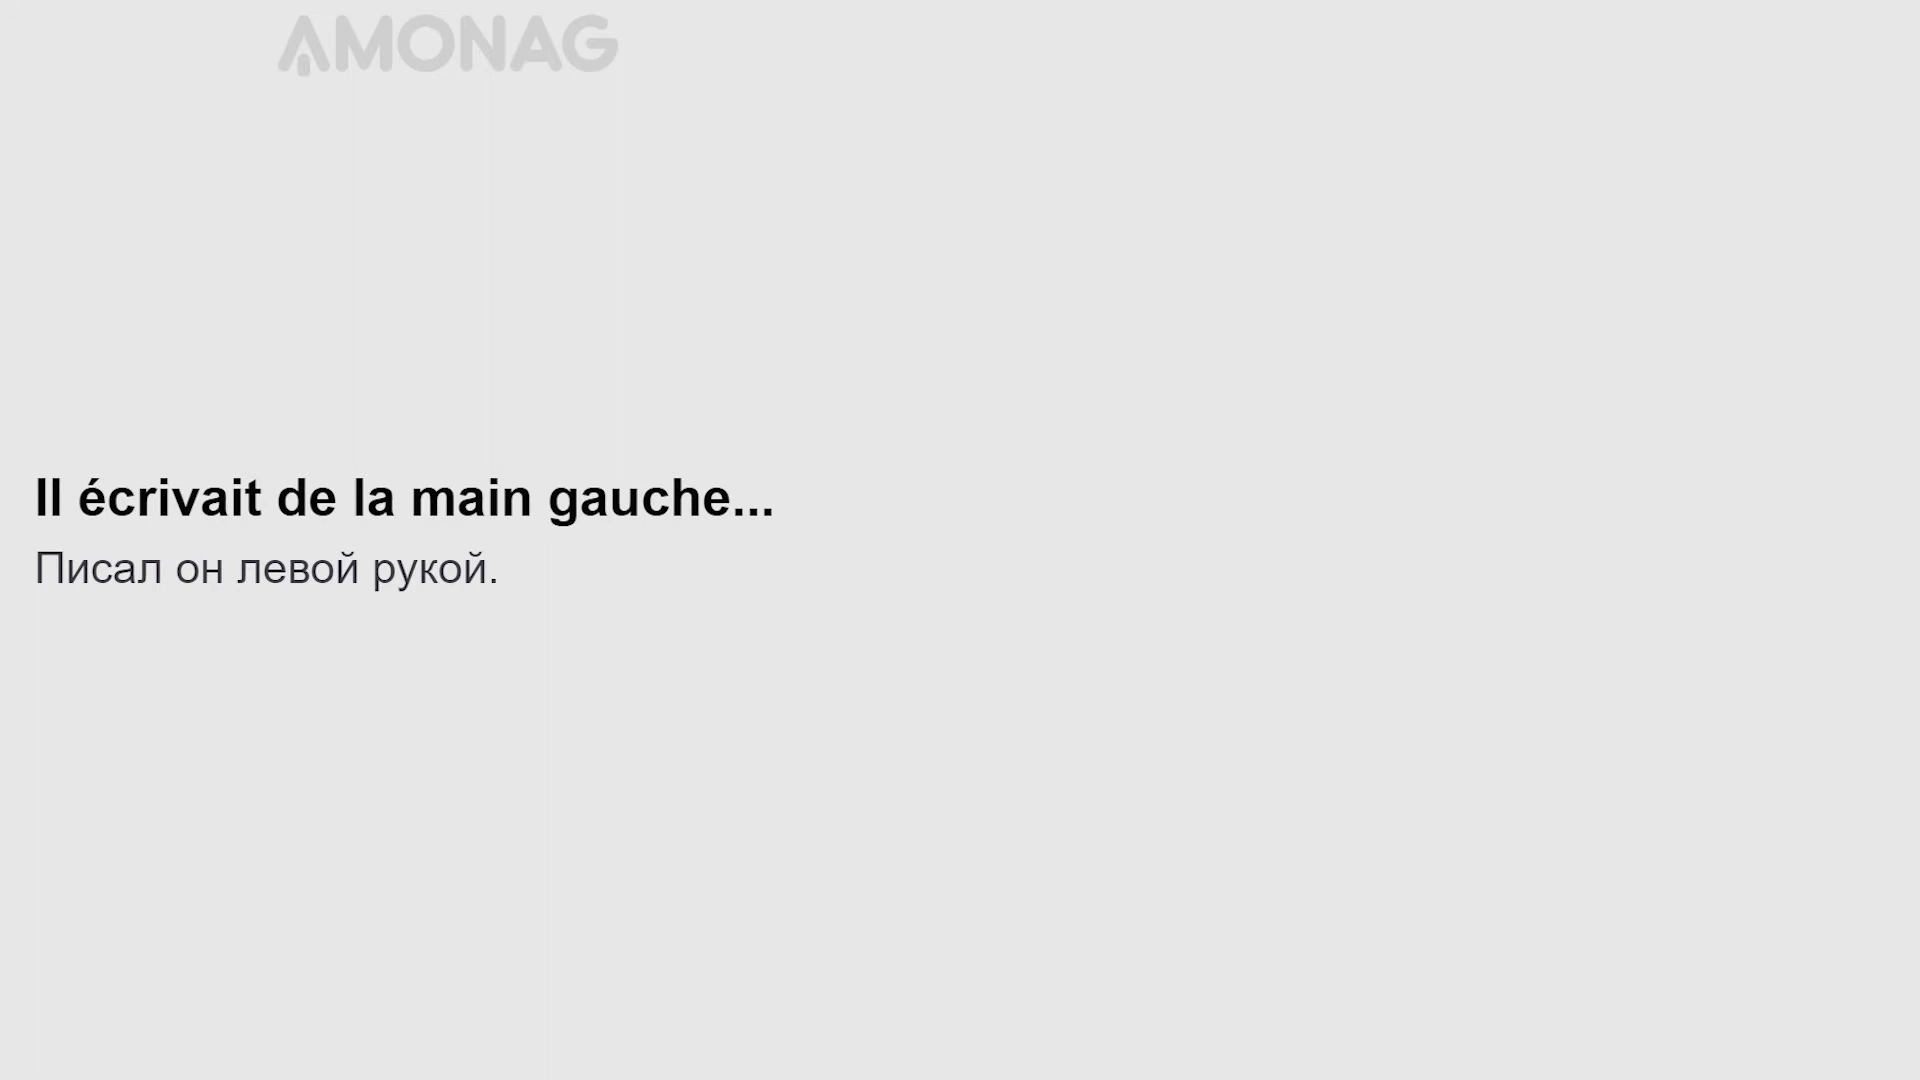 AMONAG
Il écrivait de la main gauche...
Писал он левой рукой.